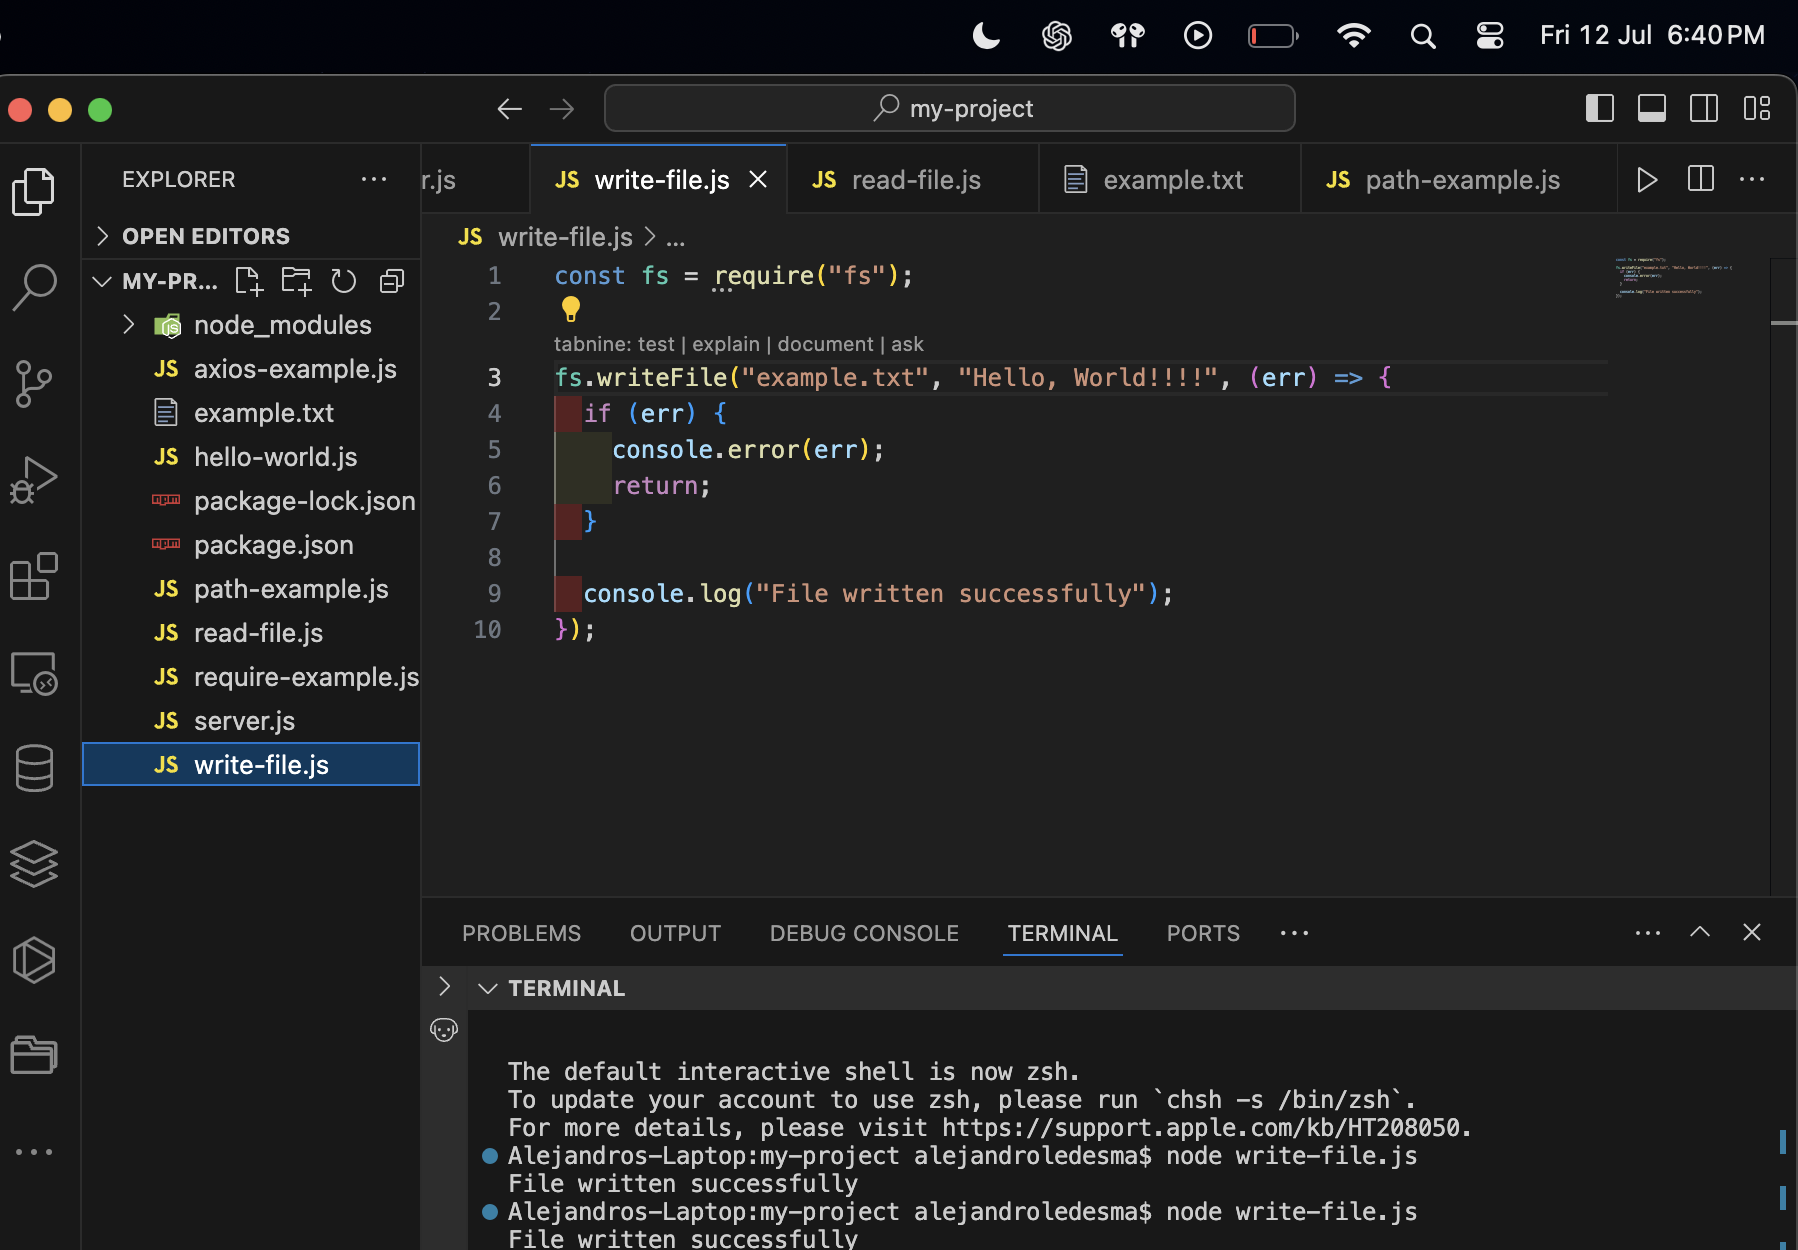 Fri 12 Jul 6:40 PM
my-project
EXPLORER
r.js
JS write-file.js
JS read-file.js
example.txt
JS path-example.js
OPEN EDITORS
MY-PR...
JS write-file.js > ...
node_modules
JS axios-example.js
example.txt
JS hello-world.js
package-lock.json
package.json
JS path-example.js
JS read-file.js
JS require-example.js
JS server.js
JS write-file.js
1 const fs = require("fs");
2
tabnine: test | explain | document | ask
3 fs.writeFile("example.txt", "Hello, World!!!!", (err) => {
4 if (err) {
5 console.error(err);
6 return;
7 }
8
9 console.log("File written successfully");
10 });
PROBLEMS OUTPUT DEBUG CONSOLE TERMINAL PORTS
TERMINAL
The default interactive shell is now zsh.
To update your account to use zsh, please run `chsh -s /bin/zsh`.
For more details, please visit https://support.apple.com/kb/HT208050.
Alejandros-Laptop:my-project alejandroledesma$ node write-file.js
File written successfully
Alejandros-Laptop:my-project alejandroledesma$ node write-file.js
File written successfully